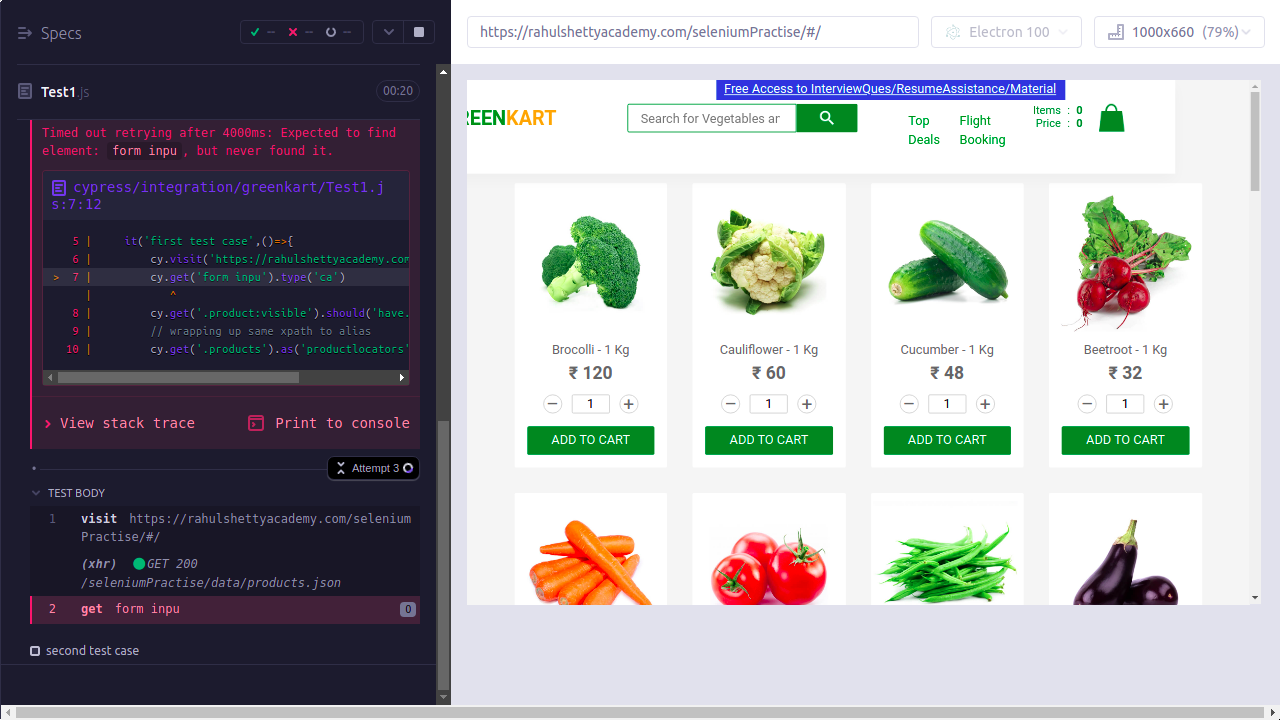 Specs
--
--
--
Test1.js
00:20
Timed out retrying after 4000ms: Expected to find
element: form inpu, but never found it.
cypress/integration/greenkart/Test1.j
s:7:12
5 | it('first test case',()=>{
6 | cy.visit('https://rahulshettyacademy.com
> 7 | cy.get('form inpu').type('ca')
| ^
8 | cy.get('.product:visible').should('have.
9 | // wrapping up same xpath to alias
10 | cy.get('.products').as('productlocators'
> View stack trace
Print to console
Attempt 3
TEST BODY
1 visit https://rahulshettyacademy.com/selenium
Practise/#/
(xhr) GET 200
/seleniumPractise/data/products.json
2 get form inpu 0
second test case
https://rahulshettyacademy.com/seleniumPractise/#/
Electron 100
1000x660 (79%)
Free Access to InterviewQues/ResumeAssistance/Material
REENKART
Search for Vegetables ar
Top
Deals
Flight
Booking
Items : 0
Price : 0
Brocolli - 1 Kg
₹ 120
− 1 +
ADD TO CART
Cauliflower - 1 Kg
₹ 60
− 1 +
ADD TO CART
Cucumber - 1 Kg
₹ 48
− 1 +
ADD TO CART
Beetroot - 1 Kg
₹ 32
− 1 +
ADD TO CART